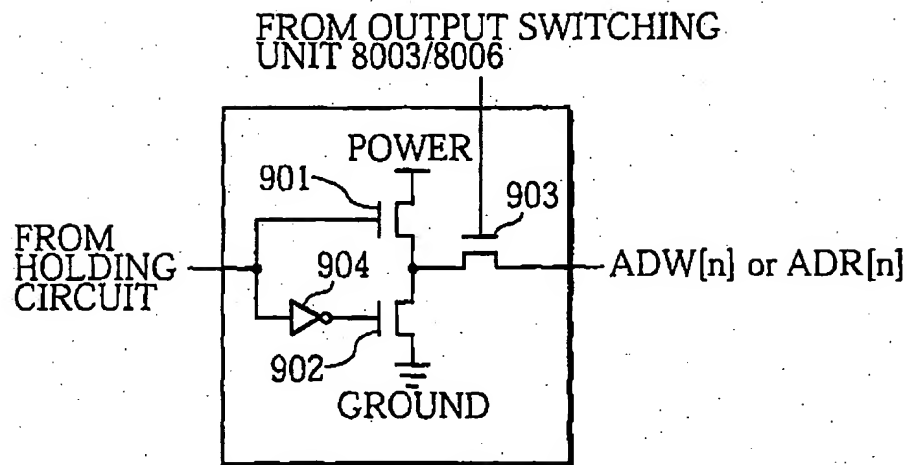 FROM OUTPUT SWITCHING
UNIT 8003/8006
POWER
901
903
FROM
HOLDING
CIRCUIT
904
ADW[n] or ADR[n]
902
GROUND